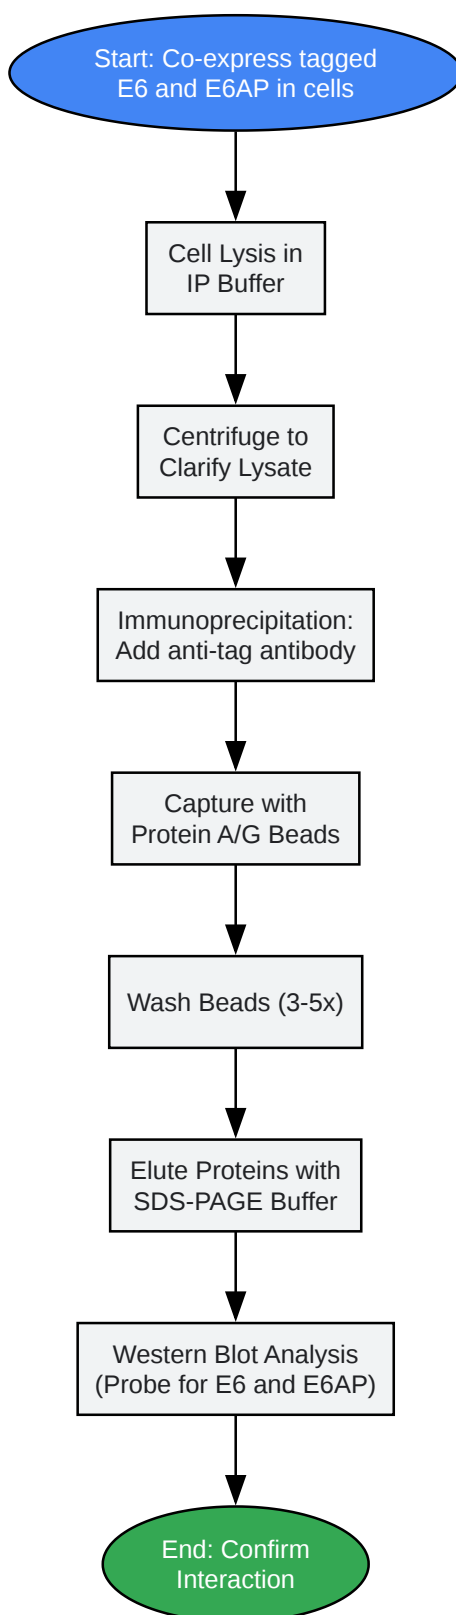 Start: Co-express tagged
E6 and E6AP in cells
Cell Lysis in
IP Buffer
Centrifuge to
Clarify Lysate
Immunoprecipitation:
Add anti-tag antibody
Capture with
Protein A/G Beads
Wash Beads (3-5x)
Elute Proteins with
SDS-PAGE Buffer
Western Blot Analysis
(Probe for E6 and E6AP)
End: Confirm
Interaction